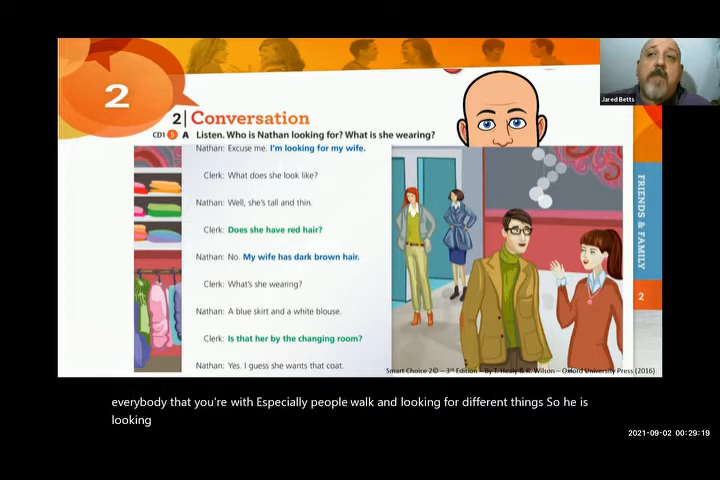 2
2 Conversation
CD1 5 A Listen. Who is Nathan looking for? What is she wearing?
Nathan: Excuse me. I'm looking for my wife.
Clerk: What does she look like?
Nathan: Well, she's tall and thin.
Clerk: Does she have red hair?
Nathan: No. My wife has dark brown hair.
Clerk: What's she wearing?
Nathan: A blue skirt and a white blouse.
Clerk: Is that her by the changing room?
Nathan: Yes. I guess she wants that coat.
Smart Choice 2© – 3rd Edition – By T. Healy & K. Wilson – Oxford University Press (2016)
FRIENDS & FAMILY
2
Jared Betts
everybody that you're with Especially people walk and looking for different things So he is
looking
2021-09-02 00:29:19